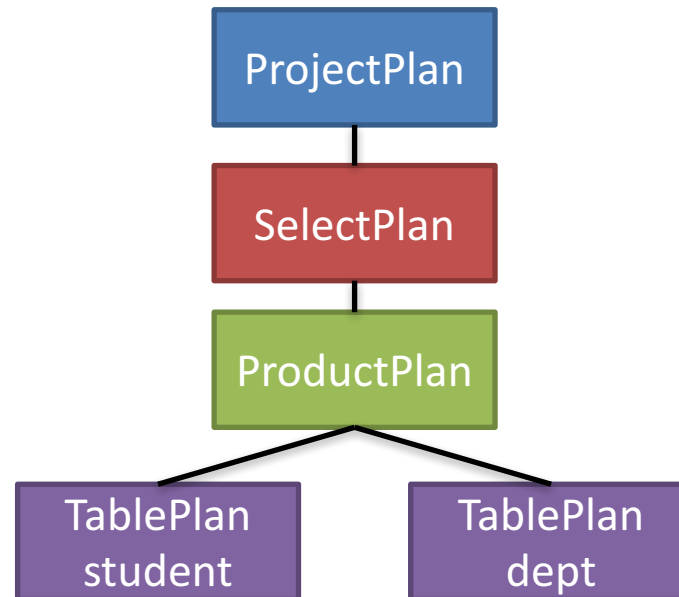 ProjectPlan
SelectPlan
ProductPlan
TablePlan
student
TablePlan
dept